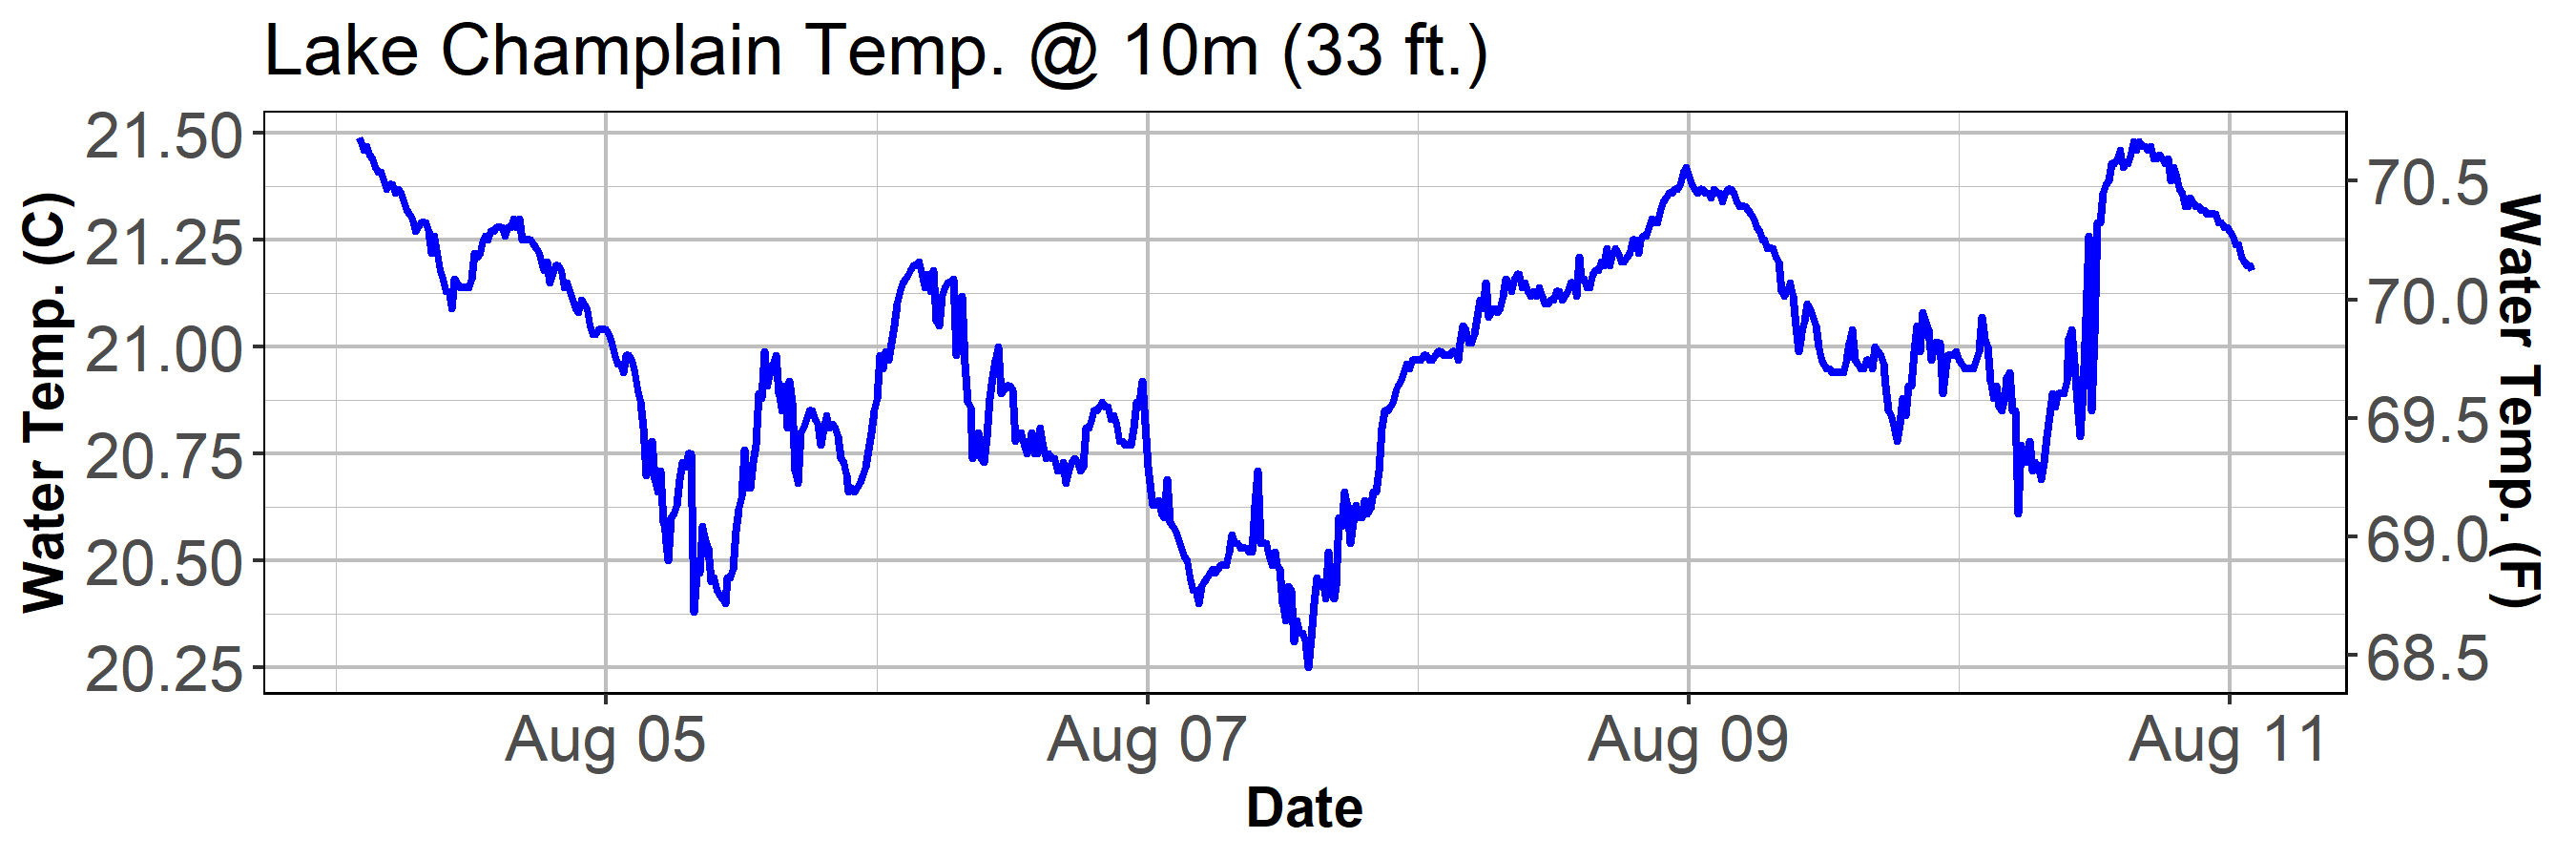 Lake Champlain Temp. @ 10m (33 ft.)
Water Temp. (C)
21.50
21.25
21.00
20.75
20.50
20.25
70.5
70.0
69.5
69.0
68.5
Water Temp. (F)
Aug 05 Aug 07 Aug 09 Aug 11
Date